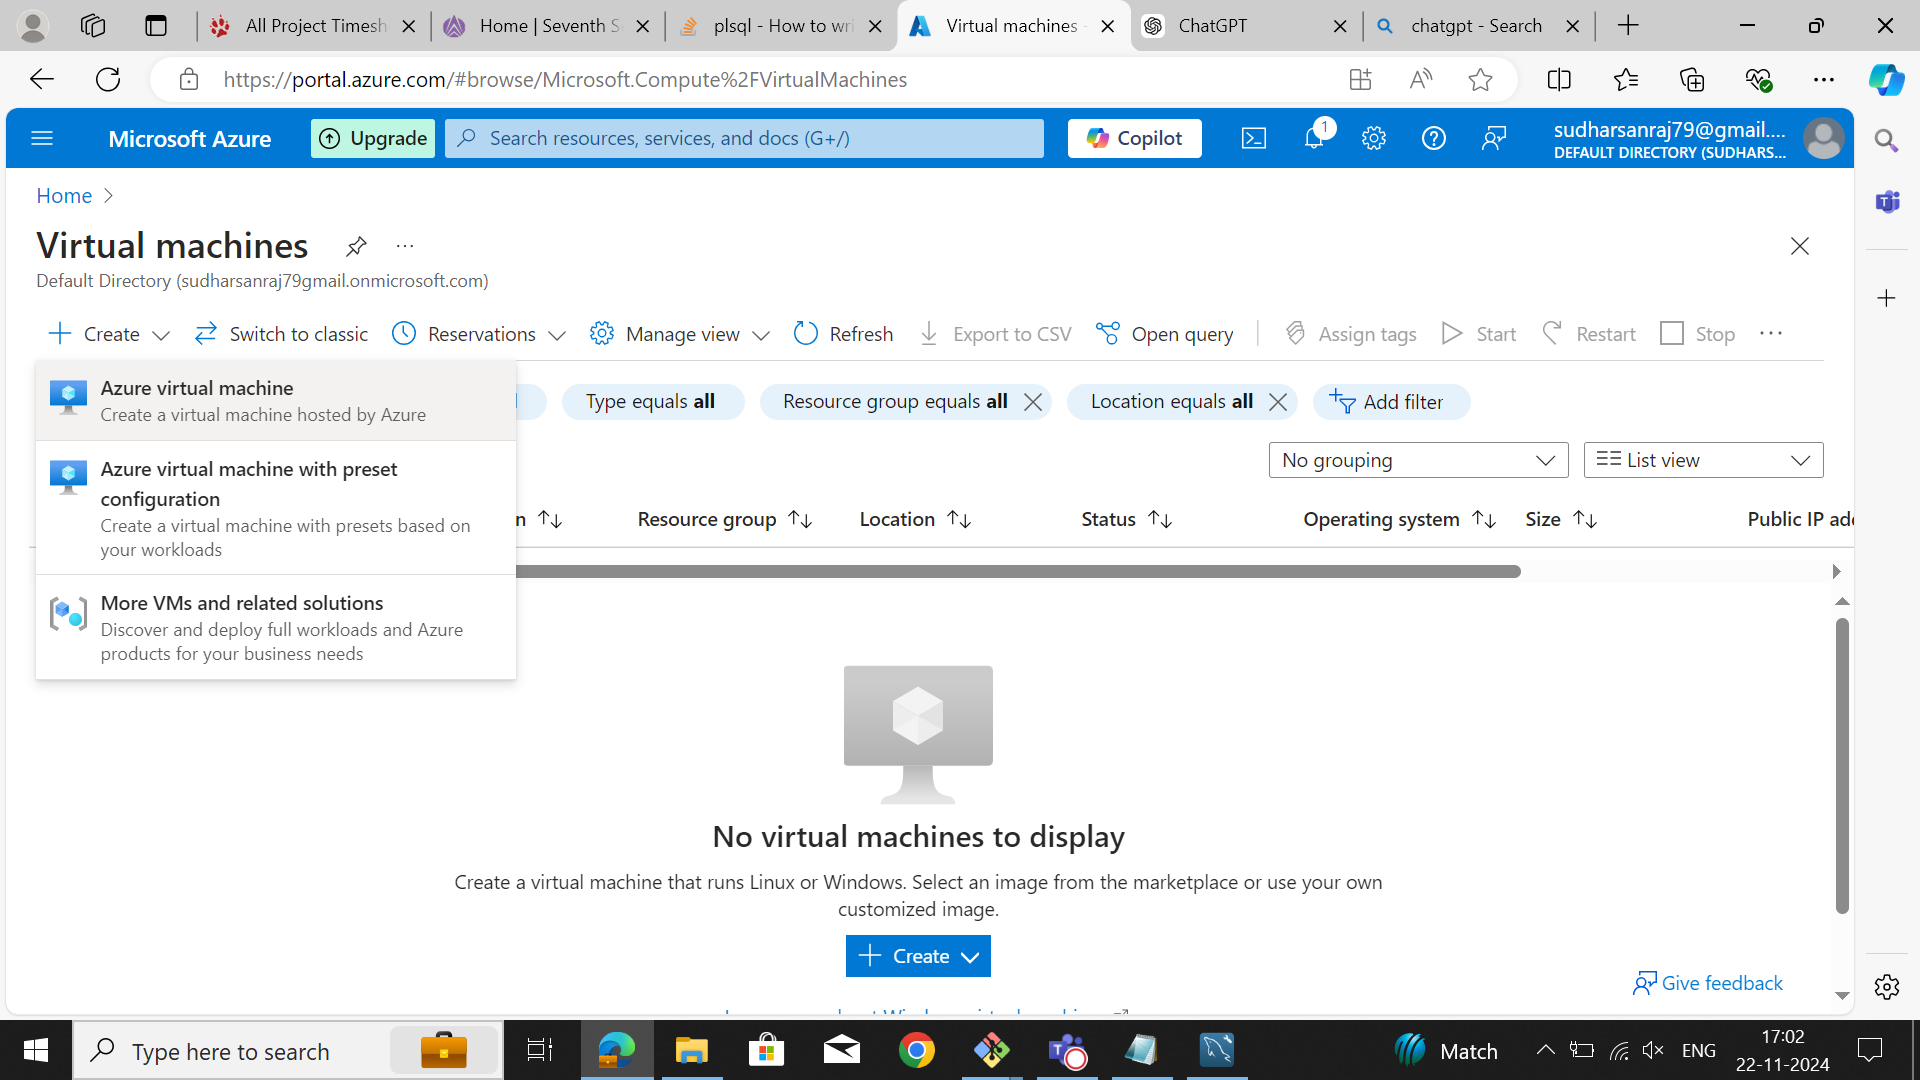 All Project Timesh
Home | Seventh S
plsql - How to wri
Virtual machines -
ChatGPT
chatgpt - Search
https://portal.azure.com/#browse/Microsoft.Compute%2FVirtualMachines
Microsoft Azure
Upgrade
Search resources, services, and docs (G+/)
Copilot
1
sudharsanraj79@gmail....
DEFAULT DIRECTORY (SUDHARS...
Home
Virtual machines
Default Directory (sudharsanraj79gmail.onmicrosoft.com)
Create
Switch to classic
Reservations
Manage view
Refresh
Export to CSV
Open query
Assign tags
Start
Restart
Stop
Azure virtual machine
Create a virtual machine hosted by Azure
Azure virtual machine with preset
configuration
Create a virtual machine with presets based on
your workloads
More VMs and related solutions
Discover and deploy full workloads and Azure
products for your business needs
Type equals all
Resource group equals all
Location equals all
Add filter
No grouping
List view
n
Resource group
Location
Status
Operating system
Size
Public IP add
No virtual machines to display
Create a virtual machine that runs Linux or Windows. Select an image from the marketplace or use your own
customized image.
Create
Give feedback
Type here to search
Match
ENG
17:02
22-11-2024